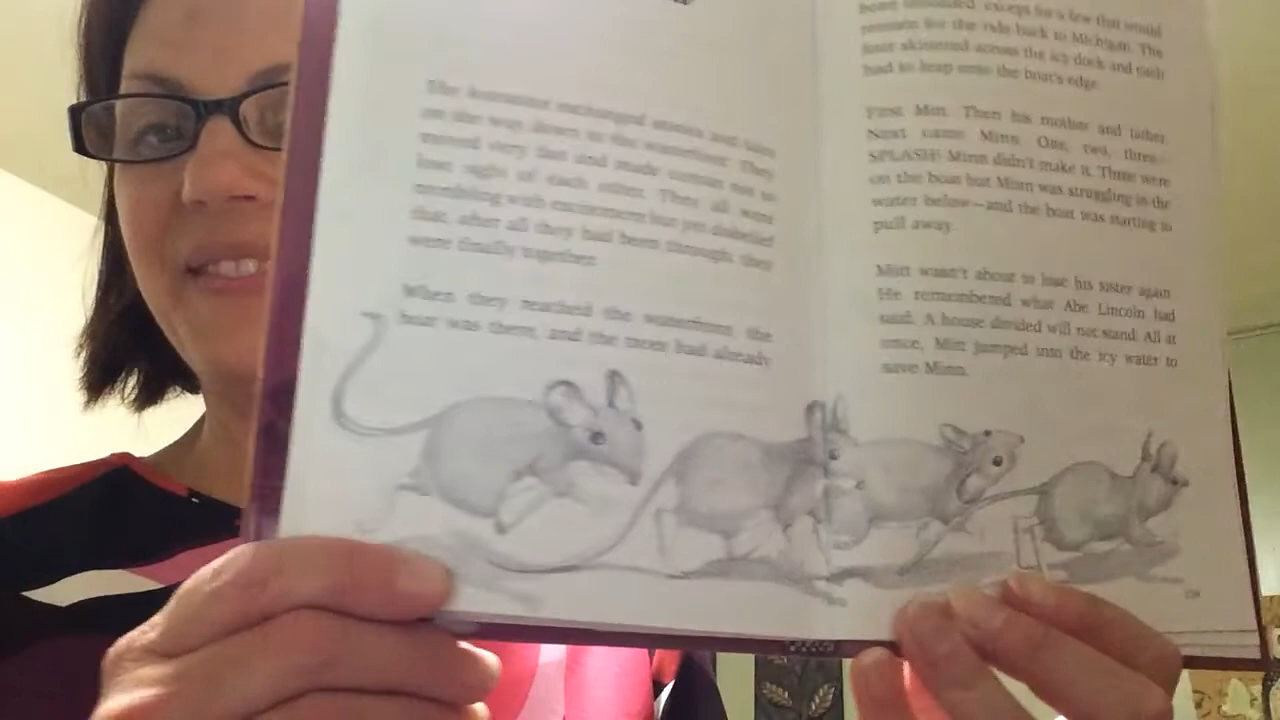 The humans exchanged stories and tales
on the way down to the waterfront. They
moved very fast and made certain not to
lose sight of each other. They all were
trembling with excitement but yet disbelief
that, after all they had been through, they
were finally together.
When they reached the waterfront, the
boat was there, and the trees had already
been unloaded except for a few that would
remain for the ride back to Michigan. The
four skittered across the icy dock and each
had to leap onto the boat's edge.
First Mitt. Then his mother and father.
Next came Minn. One, two, three–
SPLASH! Minn didn't make it. Three were
on the boat but Minn was struggling in the
water below—and the boat was starting to
pull away.
Mitt wasn't about to lose his sister again.
He remembered what Abe Lincoln had
said. A house divided will not stand. All at
once, Mitt jumped into the icy water to
save Minn.